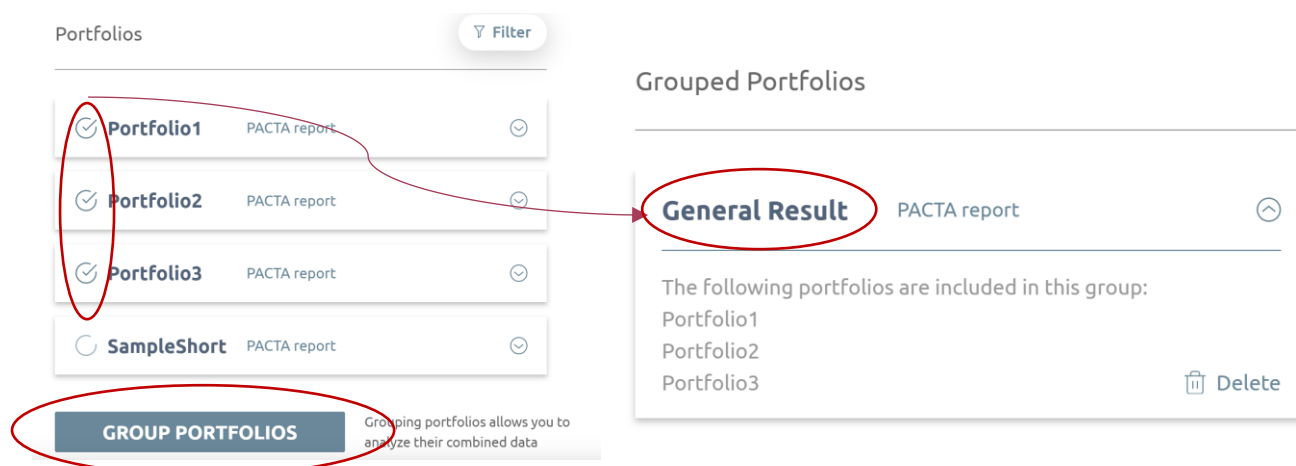 Portfolios
Filter
Portfolio1 PACTA report
Portfolio2 PACTA report
Portfolio3 PACTA report
SampleShort PACTA report
GROUP PORTFOLIOS
Grouping portfolios allows you to
analyze their combined data
Grouped Portfolios
General Result PACTA report
The following portfolios are included in this group:
Portfolio1
Portfolio2
Portfolio3
Delete